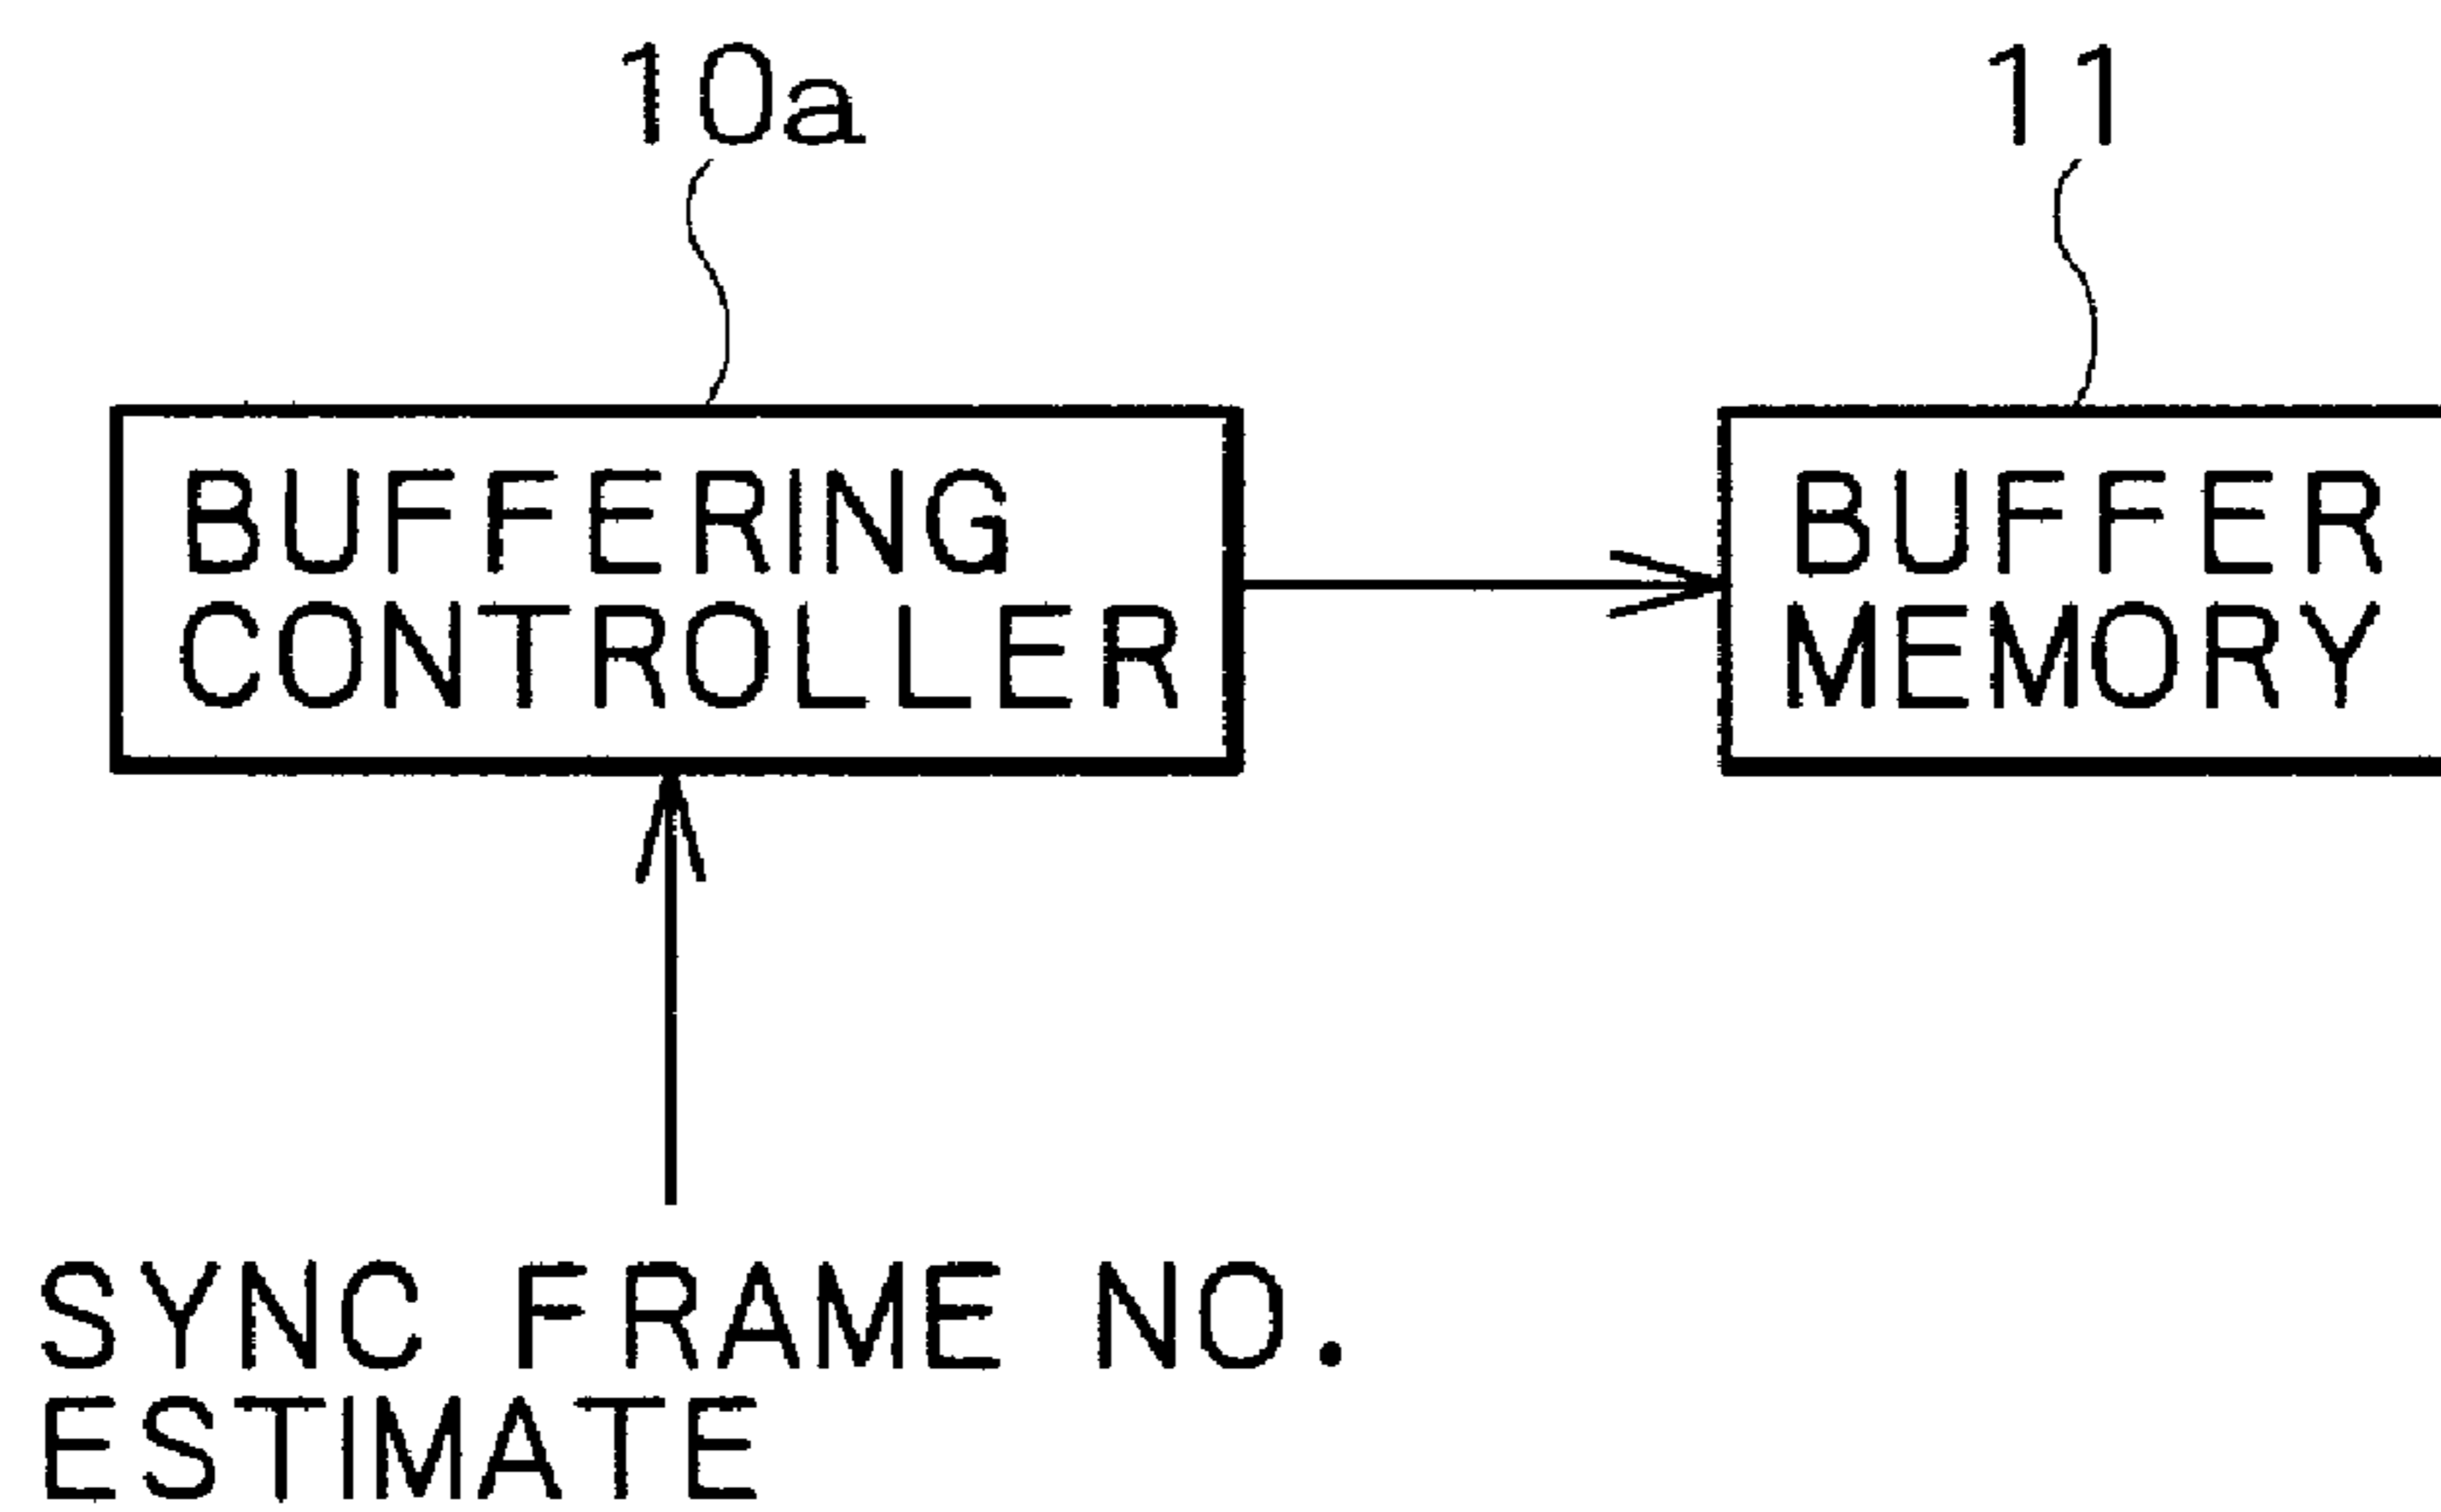 10a
11
BUFFERING
CONTROLLER
BUFFER
MEMORY
SYNC FRAME NO.
ESTIMATE